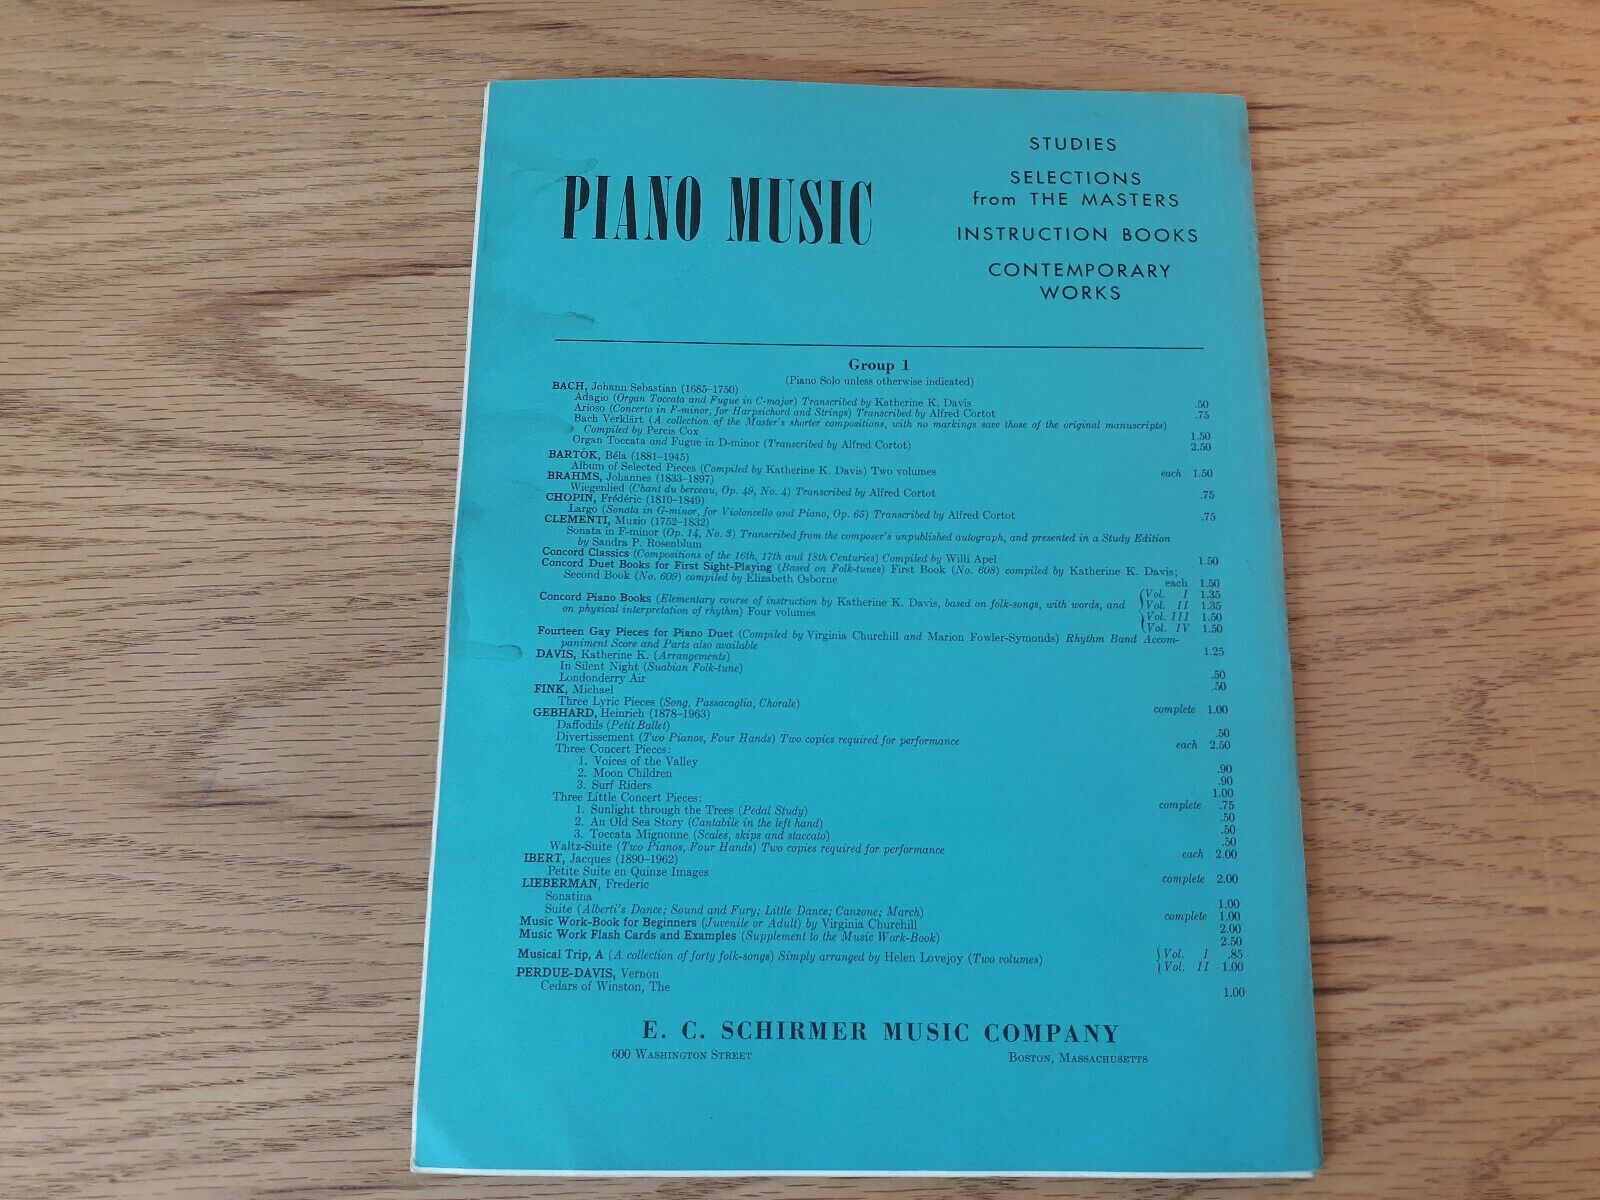 PIANO MUSIC
STUDIES
SELECTIONS
from THE MASTERS
INSTRUCTION BOOKS
CONTEMPORARY
WORKS
Group 1
(Piano Solo unless otherwise indicated)
BACH, Johann Sebastian (1685–1750)
Adagio (Organ Toccata and Fugue in C-major) Transcribed by Katherine K. Davis .50
Arioso (Concerto in F-minor, for Harpsichord and Strings) Transcribed by Alfred Cortot .75
Bach Verklärt (A collection of the Master's shorter compositions, with no markings save those of the original manuscripts)
Compiled by Percis Cox 1.50
Organ Toccata and Fugue in D-minor (Transcribed by Alfred Cortot) 2.50
BARTÓK, Béla (1881–1945)
Album of Selected Pieces (Compiled by Katherine K. Davis) Two volumes each 1.50
BRAHMS, Johannes (1833–1897)
Wiegenlied (Chant du berceau, Op. 49, No. 4) Transcribed by Alfred Cortot .75
CHOPIN, Frédéric (1810–1849)
Largo (Sonata in G-minor, for Violoncello and Piano, Op. 65) Transcribed by Alfred Cortot .75
CLEMENTI, Muzio (1752–1832)
Sonata in F-minor (Op. 14, No. 3) Transcribed from the composer's unpublished autograph, and presented in a Study Edition
by Sandra P. Rosenblum
Concord Classics (Compositions of the 16th, 17th and 18th Centuries) Compiled by Willi Apel 1.50
Concord Duet Books for First Sight-Playing (Based on Folk-tunes) First Book (No. 608) compiled by Katherine K. Davis;
Second Book (No. 609) compiled by Elizabeth Osborne each 1.50
Concord Piano Books (Elementary course of instruction by Katherine K. Davis, based on folk-songs, with words, and
on physical interpretation of rhythm) Four volumes
Vol. I 1.35
Vol. II 1.35
Vol. III 1.50
Vol. IV 1.50
Fourteen Gay Pieces for Piano Duet (Compiled by Virginia Churchill and Marion Fowler-Symonds) Rhythm Band Accom-
paniment Score and Parts also available 1.25
DAVIS, Katherine K. (Arrangements)
In Silent Night (Suabian Folk-tune) .50
Londonderry Air .50
FINK, Michael
Three Lyric Pieces (Song, Passacaglia, Chorale) complete 1.00
GEBHARD, Heinrich (1878–1963)
Daffodils (Petit Ballet) .50
Divertissement (Two Pianos, Four Hands) Two copies required for performance each 2.50
Three Concert Pieces:
1. Voices of the Valley .90
2. Moon Children .90
3. Surf Riders 1.00
Three Little Concert Pieces: complete .75
1. Sunlight through the Trees (Pedal Study) .50
2. An Old Sea Story (Cantabile in the left hand) .50
3. Toccata Mignonne (Scales, skips and staccato) .50
Waltz-Suite (Two Pianos, Four Hands) Two copies required for performance each 2.00
IBERT, Jacques (1890–1962)
Petite Suite en Quinze Images complete 2.00
LIEBERMAN, Frederic
Sonatina 1.00
Suite (Alberti's Dance; Sound and Fury; Little Dance; Canzone; March) complete 1.00
Music Work-Book for Beginners (Juvenile or Adult) by Virginia Churchill 2.00
Music Work Flash Cards and Examples (Supplement to the Music Work-Book) 2.50
Musical Trip, A (A collection of forty folk-songs) Simply arranged by Helen Lovejoy (Two volumes)
Vol. I .85
Vol. II 1.00
PERDUE-DAVIS, Vernon
Cedars of Winston, The 1.00
E. C. SCHIRMER MUSIC COMPANY
600 WASHINGTON STREET BOSTON, MASSACHUSETTS